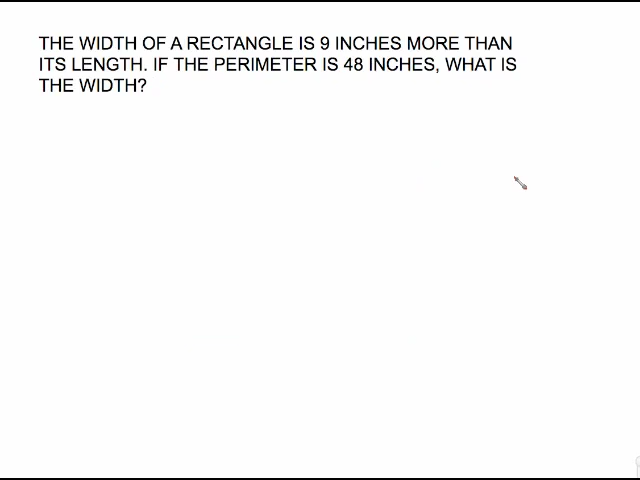 THE WIDTH OF A RECTANGLE IS 9 INCHES MORE THAN
ITS LENGTH. IF THE PERIMETER IS 48 INCHES, WHAT IS
THE WIDTH?